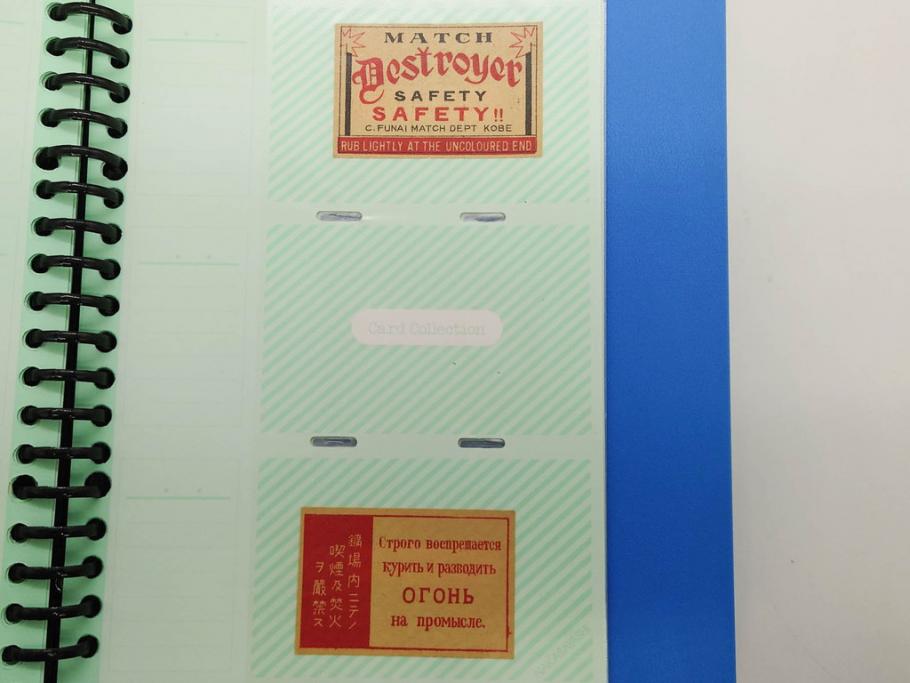 MATCH
Destroyer
SAFETY
SAFETY!!
C. FUNAI MATCH DEPT KOBE
RUB LIGHTLY AT THE UNCOLOURED END
Card Collection
鑛場内ニテノ
喫煙及焚火
ヲ嚴禁ス
Строго воспрещается
курить и разводить
ОГОНЬ
на промысле.